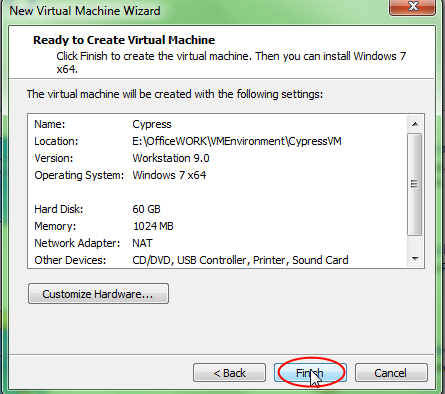 New Virtual Machine Wizard
Ready to Create Virtual Machine
Click Finish to create the virtual machine. Then you can install Windows 7
x64.
The virtual machine will be created with the following settings:
Name: Cypress
Location: E:\OfficeWORK\VMEnvironment\CypressVM
Version: Workstation 9.0
Operating System: Windows 7 x64
Hard Disk: 60 GB
Memory: 1024 MB
Network Adapter: NAT
Other Devices: CD/DVD, USB Controller, Printer, Sound Card
Customize Hardware...
< Back Finish Cancel